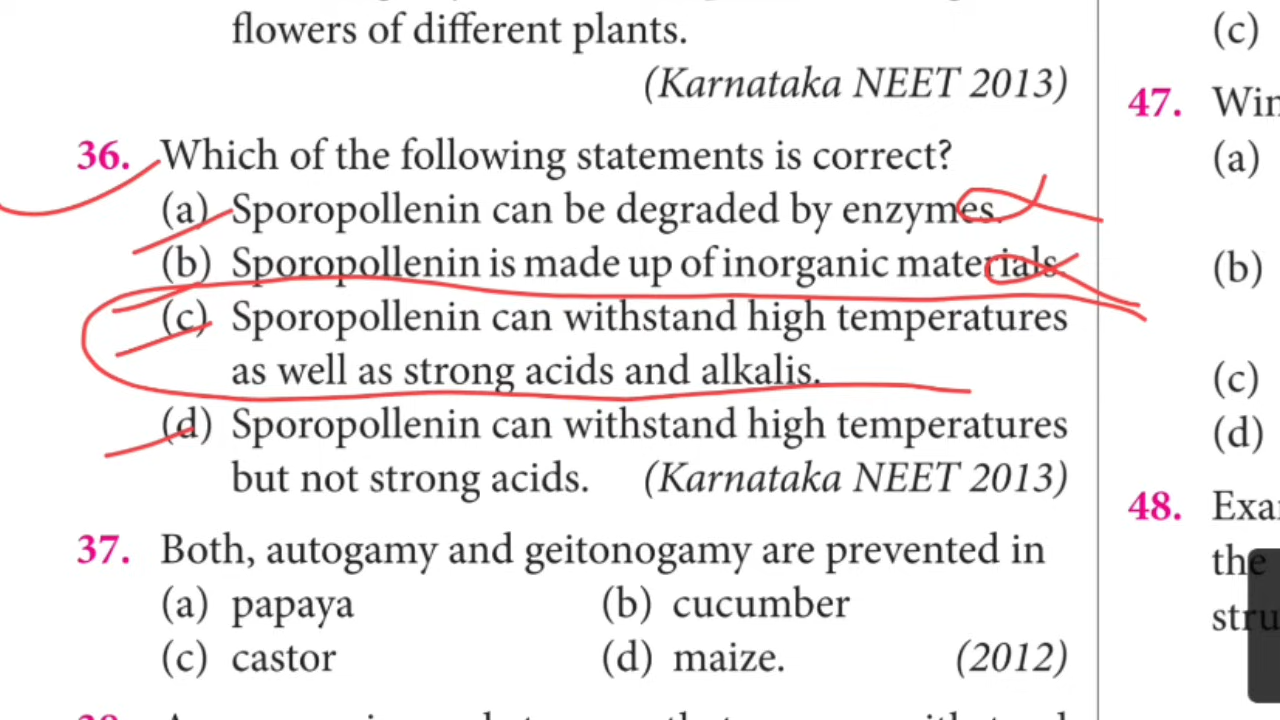 flowers of different plants.
(Karnataka NEET 2013)
36. Which of the following statements is correct?
(a) Sporopollenin can be degraded by enzymes.
(b) Sporopollenin is made up of inorganic materials.
(c) Sporopollenin can withstand high temperatures
as well as strong acids and alkalis.
(d) Sporopollenin can withstand high temperatures
but not strong acids. (Karnataka NEET 2013)
37. Both, autogamy and geitonogamy are prevented in
(a) papaya (b) cucumber
(c) castor (d) maize. (2012)
(c)
47.
(a)
(b)
(c)
(d)
48.
the